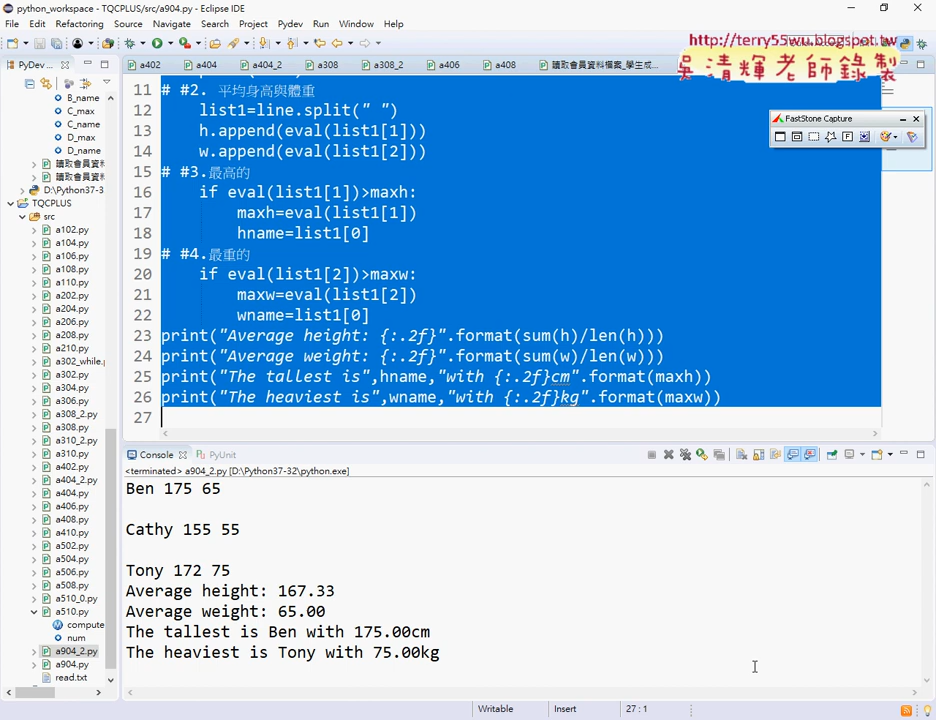 python_workspace - TQCPLUS/src/a904.py - Eclipse IDE
File Edit Refactoring Source Navigate Search Project Pydev Run Window Help
http://terry55wu.blogspot.tw
吳清輝老師錄製
PyDev
a402 a404 a404_2 a308 a308_2 a406 a408 讀取會員資料檔案_學生成...
FastStone Capture
B_name
C_max
C_name
D_max
D_name
讀取會員資料
讀取會員資料
D:\Python37-3
TQCPLUS
src
a102.py
a104.py
a106.py
a108.py
a110.py
a202.py
a204.py
a206.py
a208.py
a210.py
a302_while.
a302.py
a304.py
a306.py
a308_2.py
a308.py
a310_2.py
a310.py
a402.py
a404_2.py
a404.py
a406.py
a408.py
a410.py
a502.py
a504.py
a506.py
a508.py
a510_0.py
a510.py
compute
num
a904_2.py
a904.py
read.txt
11 # #2. 平均身高與體重
12 list1=line.split(" ")
13 h.append(eval(list1[1]))
14 w.append(eval(list1[2]))
15 # #3.最高的
16 if eval(list1[1])>maxh:
17 maxh=eval(list1[1])
18 hname=list1[0]
19 # #4.最重的
20 if eval(list1[2])>maxw:
21 maxw=eval(list1[2])
22 wname=list1[0]
23 print("Average height: {:.2f}".format(sum(h)/len(h)))
24 print("Average weight: {:.2f}".format(sum(w)/len(w)))
25 print("The tallest is",hname,"with {:.2f}cm".format(maxh))
26 print("The heaviest is",wname,"with {:.2f}kg".format(maxw))
27
Console PyUnit
<terminated> a904_2.py [D:\Python37-32\python.exe]
Ben 175 65
Cathy 155 55
Tony 172 75
Average height: 167.33
Average weight: 65.00
The tallest is Ben with 175.00cm
The heaviest is Tony with 75.00kg
Writable Insert 27 : 1